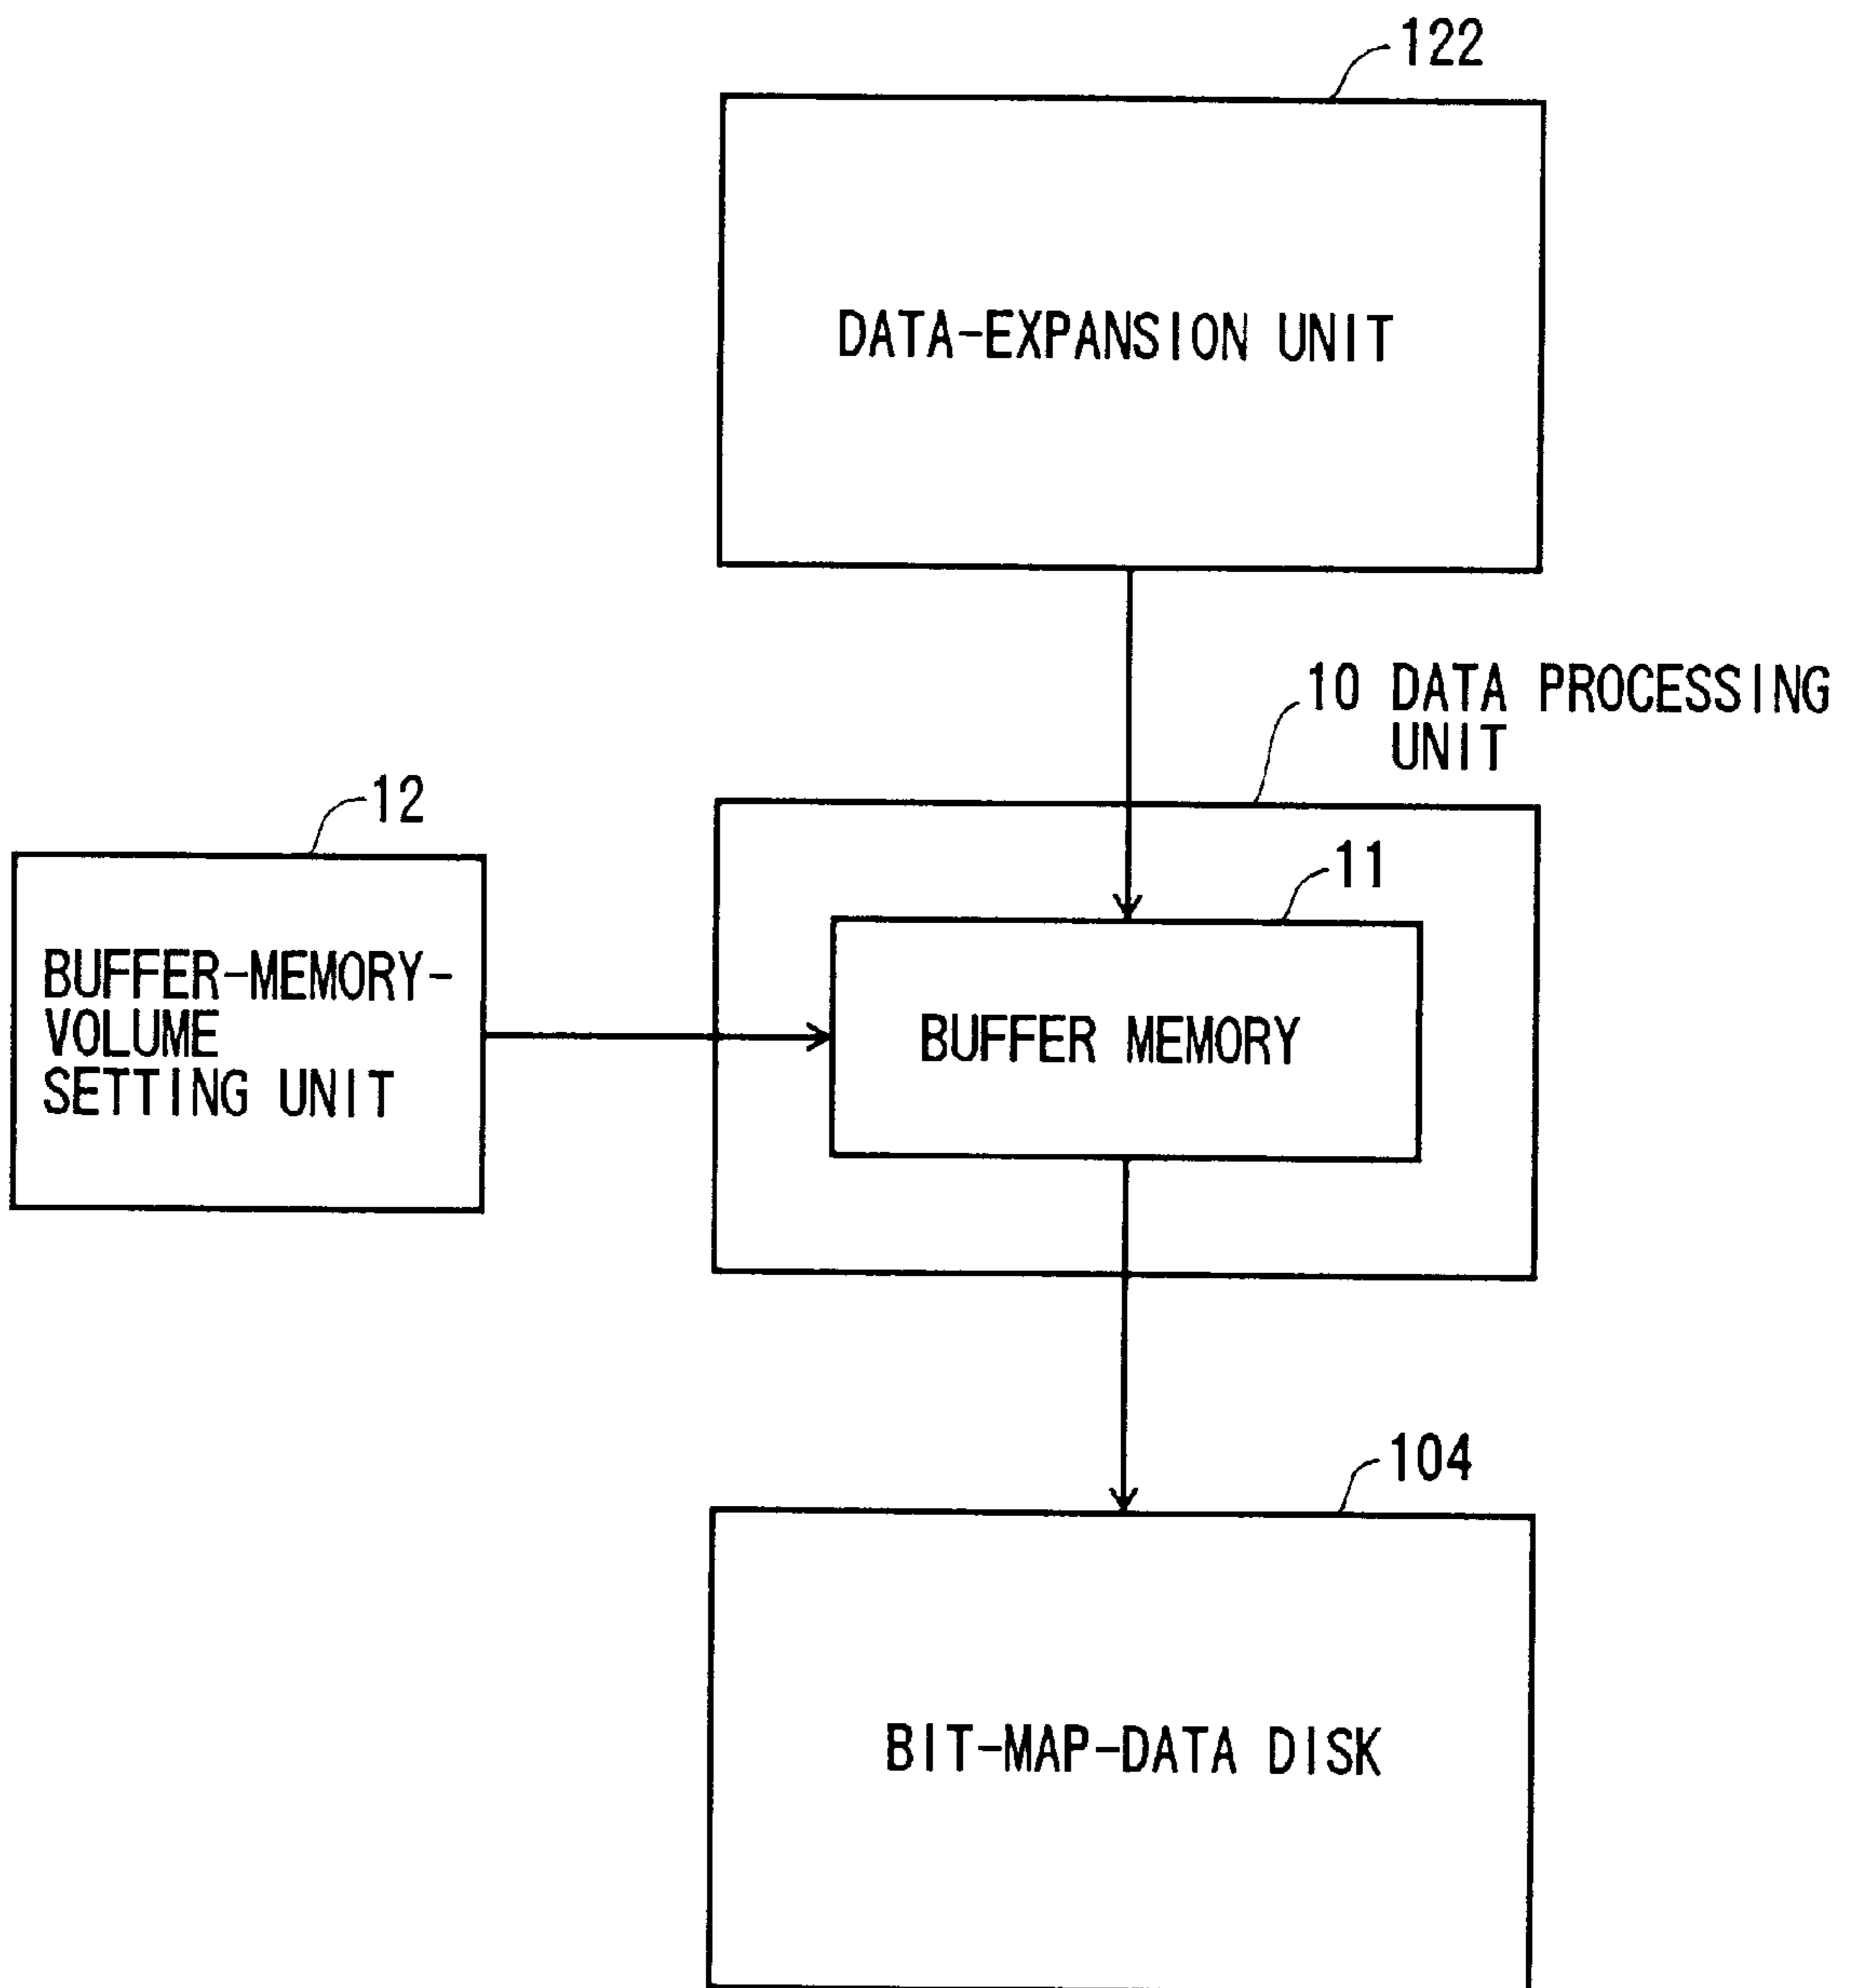 122
DATA-EXPANSION UNIT
10 DATA PROCESSING
UNIT
12
11
BUFFER-MEMORY-
VOLUME
SETTING UNIT
BUFFER MEMORY
104
BIT-MAP-DATA DISK